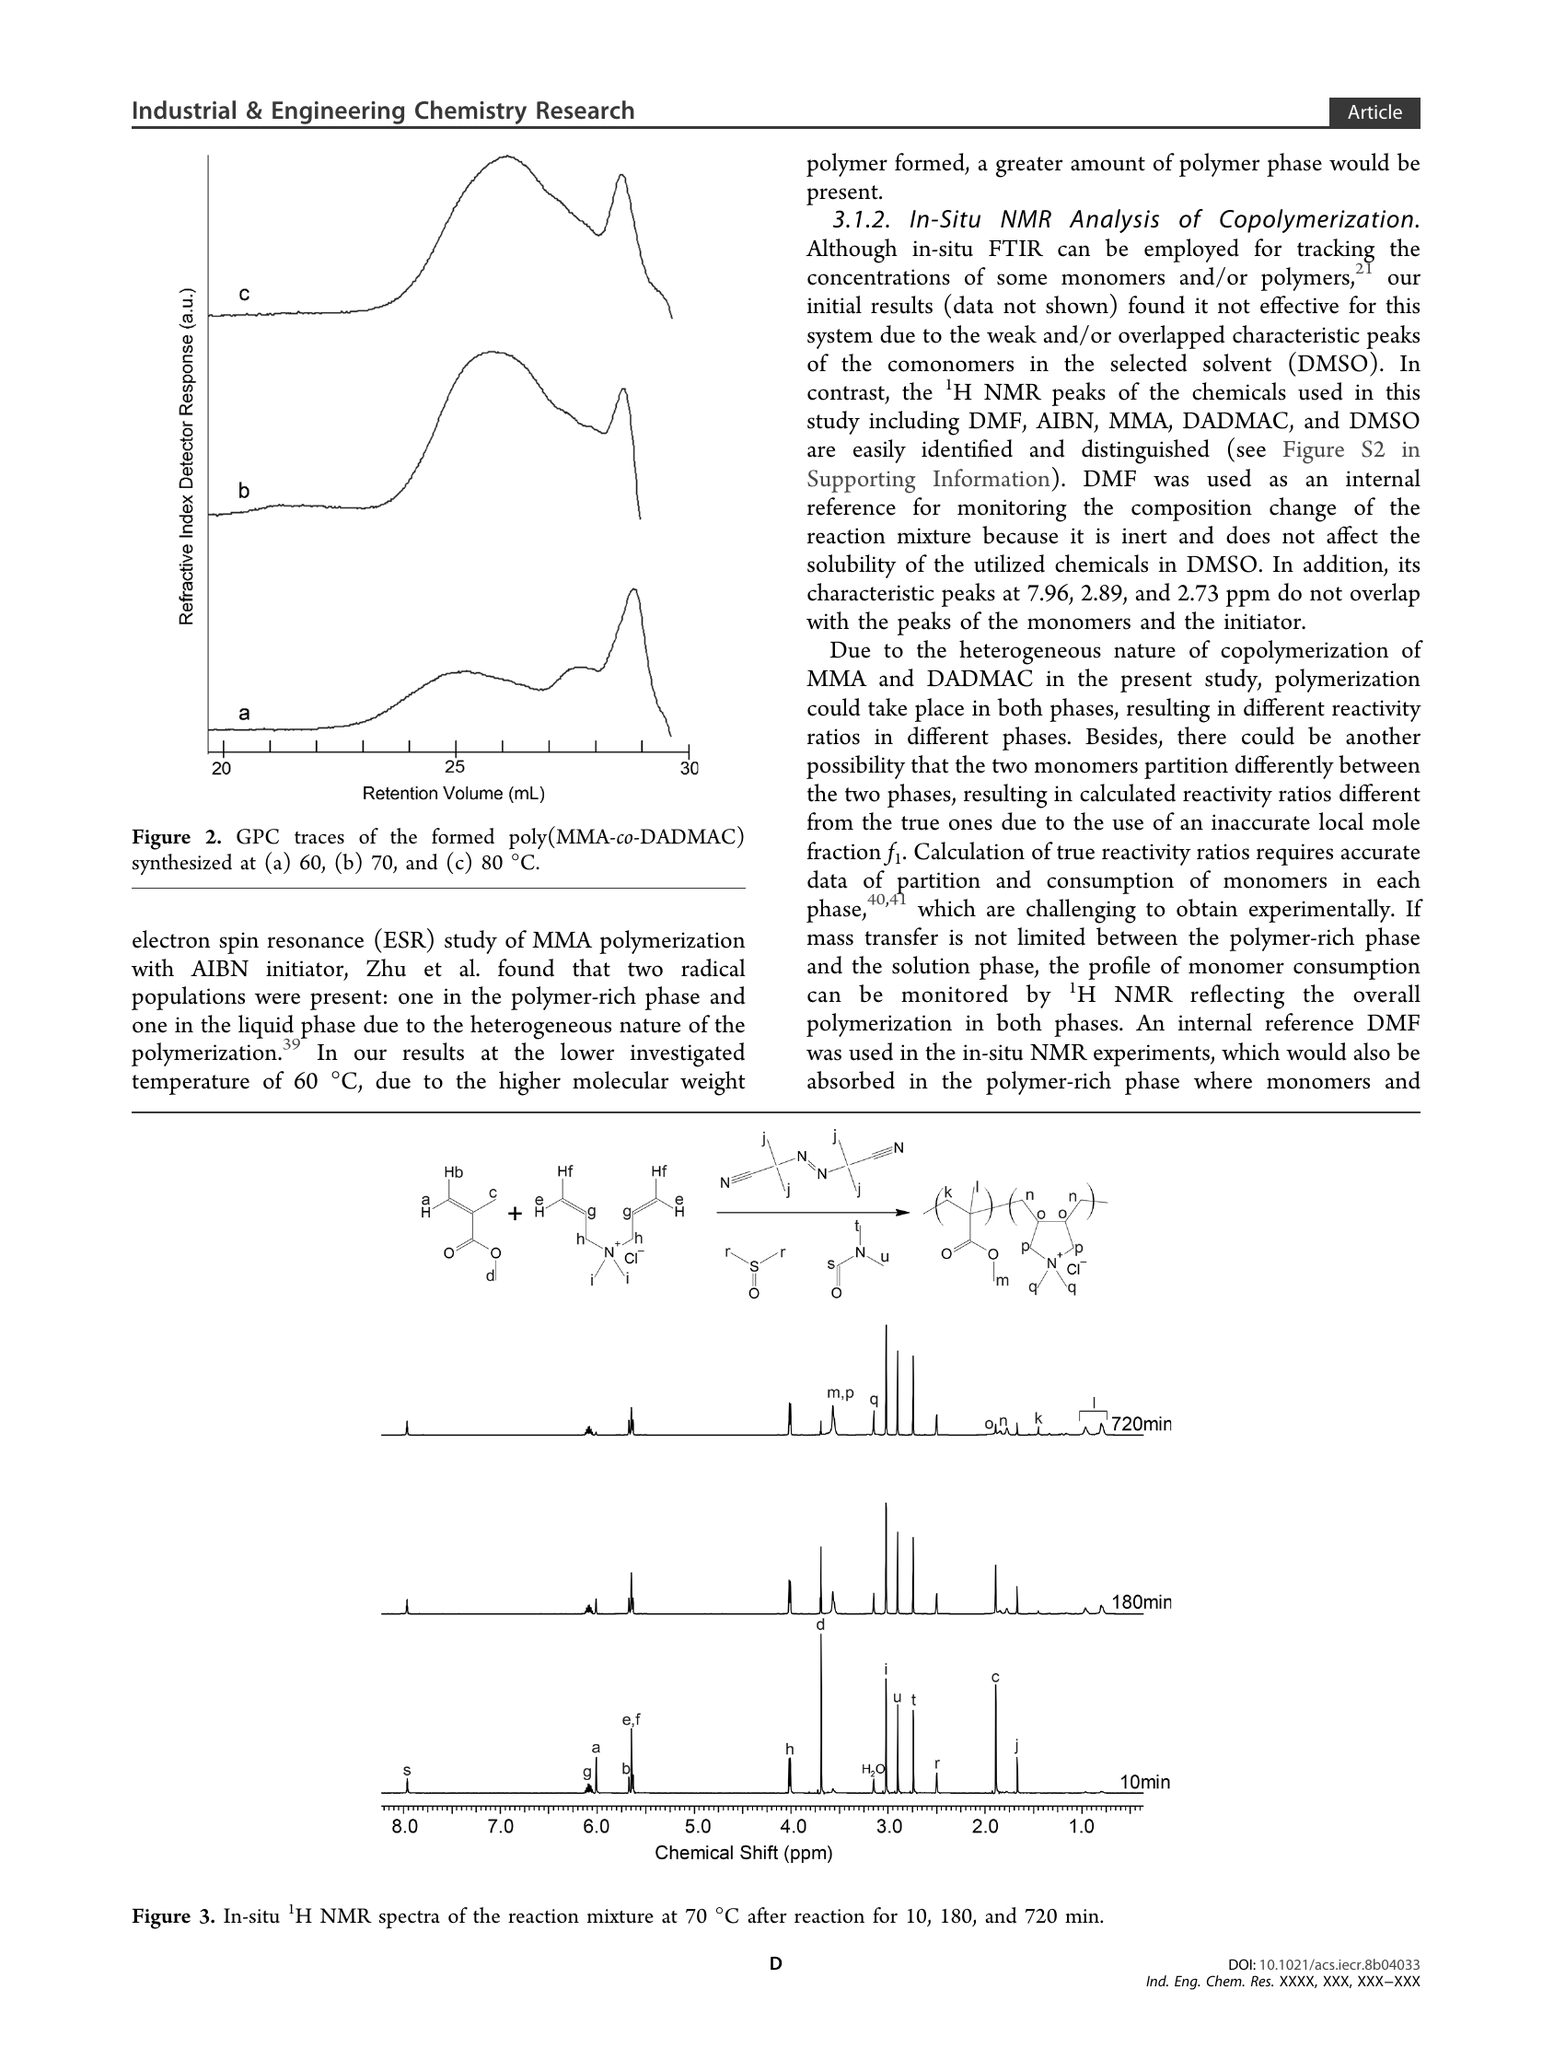 Industrial & Engineering Chemistry Research
Article
c
b
a
Refractive Index Detector Response (a.u.)
20 25 30
Retention Volume (mL)
Figure 2. GPC traces of the formed poly(MMA-co-DADMAC)
synthesized at (a) 60, (b) 70, and (c) 80 °C.
electron spin resonance (ESR) study of MMA polymerization
with AIBN initiator, Zhu et al. found that two radical
populations were present: one in the polymer-rich phase and
one in the liquid phase due to the heterogeneous nature of the
polymerization.39 In our results at the lower investigated
temperature of 60 °C, due to the higher molecular weight
polymer formed, a greater amount of polymer phase would be
present.
3.1.2. In-Situ NMR Analysis of Copolymerization.
Although in-situ FTIR can be employed for tracking the
concentrations of some monomers and/or polymers,21 our
initial results (data not shown) found it not effective for this
system due to the weak and/or overlapped characteristic peaks
of the comonomers in the selected solvent (DMSO). In
contrast, the 1H NMR peaks of the chemicals used in this
study including DMF, AIBN, MMA, DADMAC, and DMSO
are easily identified and distinguished (see Figure S2 in
Supporting Information). DMF was used as an internal
reference for monitoring the composition change of the
reaction mixture because it is inert and does not affect the
solubility of the utilized chemicals in DMSO. In addition, its
characteristic peaks at 7.96, 2.89, and 2.73 ppm do not overlap
with the peaks of the monomers and the initiator.
Due to the heterogeneous nature of copolymerization of
MMA and DADMAC in the present study, polymerization
could take place in both phases, resulting in different reactivity
ratios in different phases. Besides, there could be another
possibility that the two monomers partition differently between
the two phases, resulting in calculated reactivity ratios different
from the true ones due to the use of an inaccurate local mole
fraction f1. Calculation of true reactivity ratios requires accurate
data of partition and consumption of monomers in each
phase,40,41 which are challenging to obtain experimentally. If
mass transfer is not limited between the polymer-rich phase
and the solution phase, the profile of monomer consumption
can be monitored by 1H NMR reflecting the overall
polymerization in both phases. An internal reference DMF
was used in the in-situ NMR experiments, which would also be
absorbed in the polymer-rich phase where monomers and
j j
N N N N
j j
Hb Hf Hf
a H c e H g g e H k l n n
+
h h o o
O O N+ Cl− t O O p p
d i i r S r s N u m N+ Cl−
O O q q
m,p q o n k l 720min
180min
d
s g a b e,f h H2O i u t r c j 10min
8.0 7.0 6.0 5.0 4.0 3.0 2.0 1.0
Chemical Shift (ppm)
Figure 3. In-situ 1H NMR spectra of the reaction mixture at 70 °C after reaction for 10, 180, and 720 min.
D
DOI: 10.1021/acs.iecr.8b04033
Ind. Eng. Chem. Res. XXXX, XXX, XXX−XXX